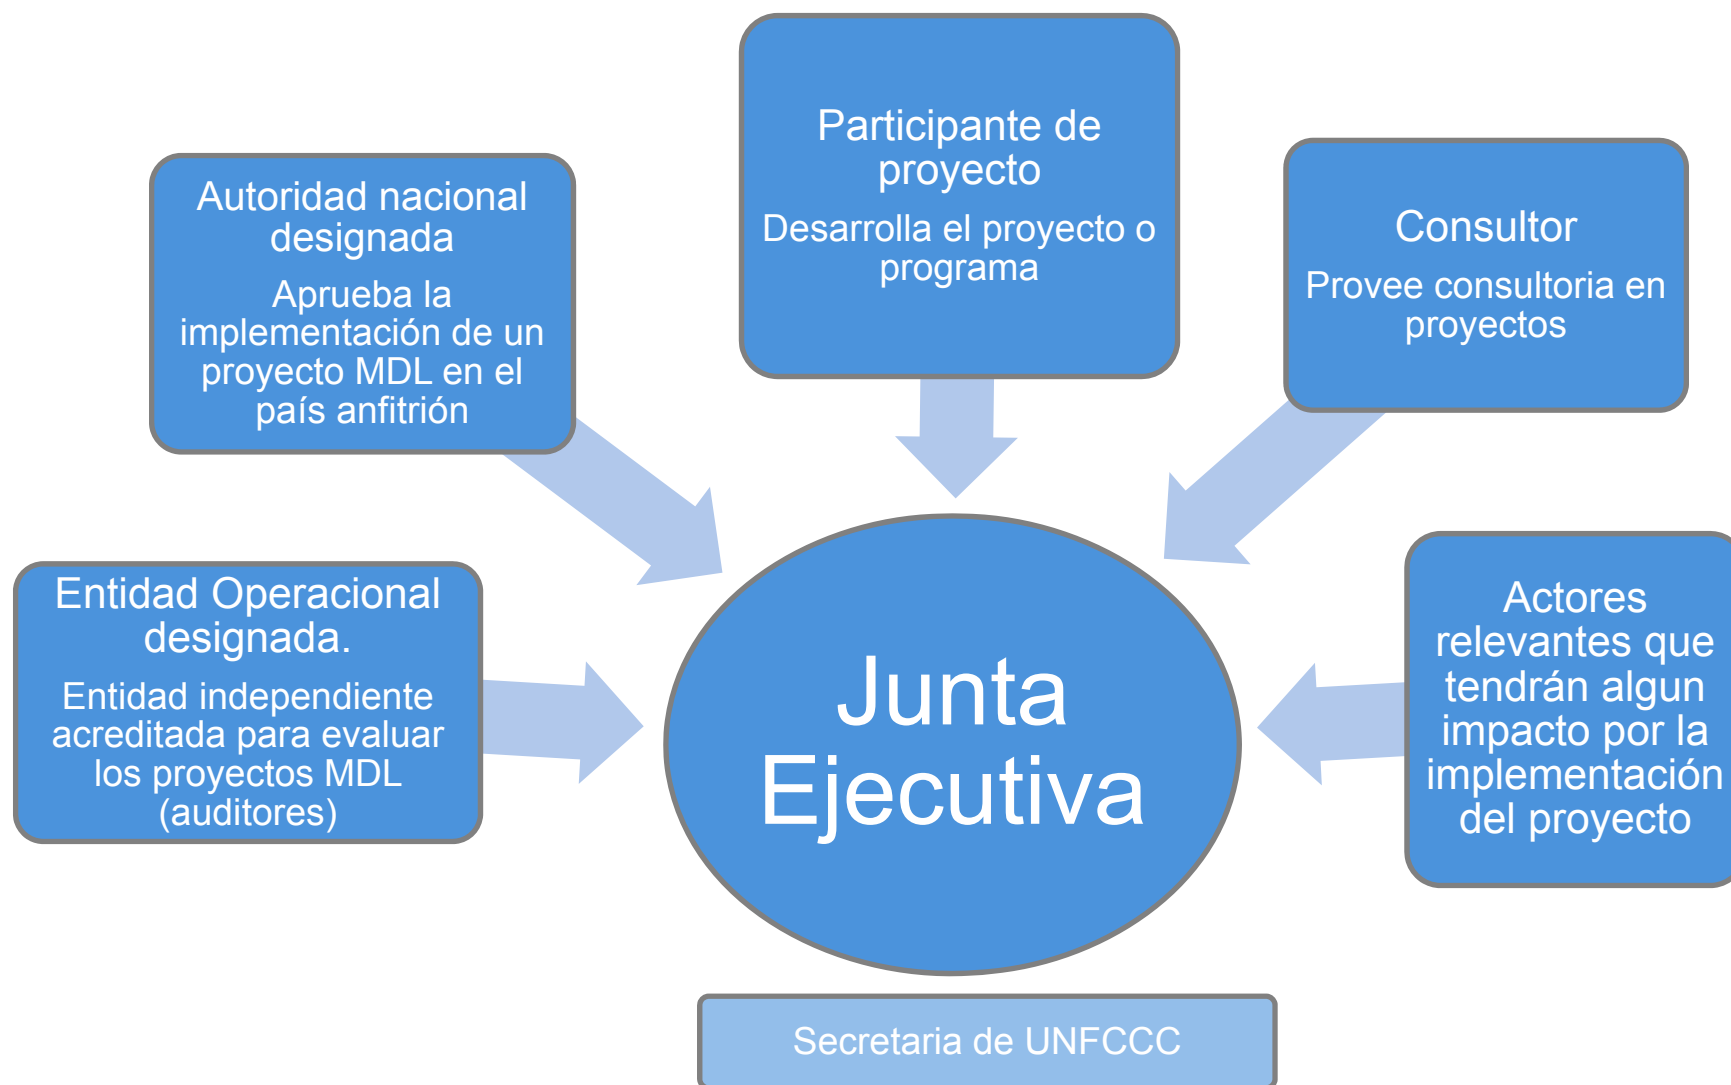 Participante de
proyecto
Desarrolla el proyecto o
programa
Autoridad nacional
designada
Aprueba la
implementación de un
proyecto MDL en el
país anfitrión
Consultor
Provee consultoria en
proyectos
Entidad Operacional
designada.
Entidad independiente
acreditada para evaluar
los proyectos MDL
(auditores)
Junta
Ejecutiva
Actores
relevantes que
tendrán algun
impacto por la
implementación
del proyecto
Secretaria de UNFCCC